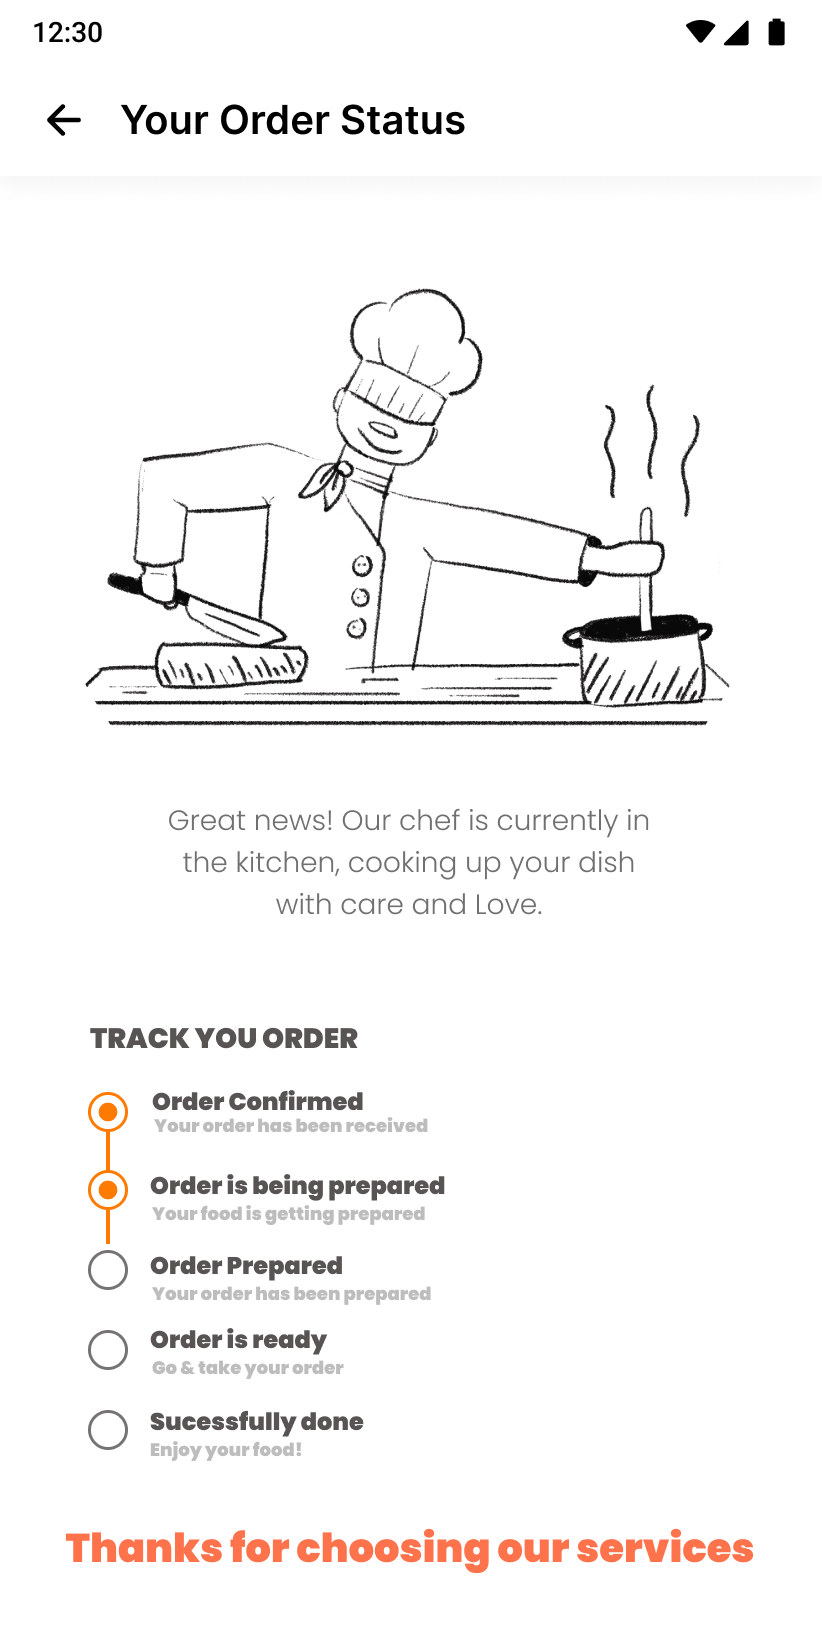 12:30
Your Order Status
Great news! Our chef is currently in
the kitchen, cooking up your dish
with care and Love.
TRACK YOU ORDER
Order Confirmed
Your order has been received
Order is being prepared
Your food is getting prepared
Order Prepared
Your order has been prepared
Order is ready
Go & take your order
Sucessfully done
Enjoy your food!
Thanks for choosing our services